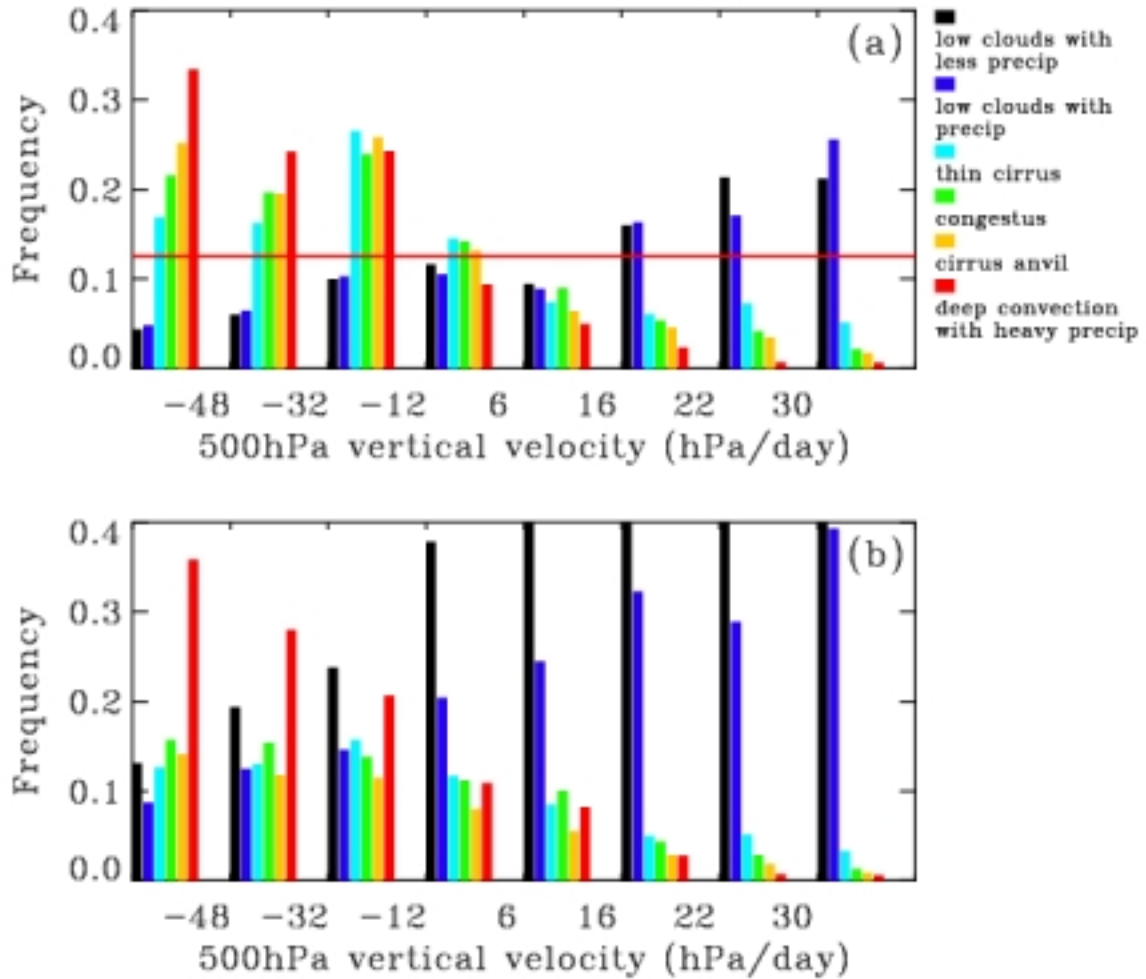 0.4
(a)
0.3
0.2
0.1
0.0
Frequency
−48 −32 −12 6 16 22 30
500hPa vertical velocity (hPa/day)
low clouds with
less precip
low clouds with
precip
thin cirrus
congestus
cirrus anvil
deep convection
with heavy precip
0.4
(b)
0.3
0.2
0.1
0.0
Frequency
−48 −32 −12 6 16 22 30
500hPa vertical velocity (hPa/day)